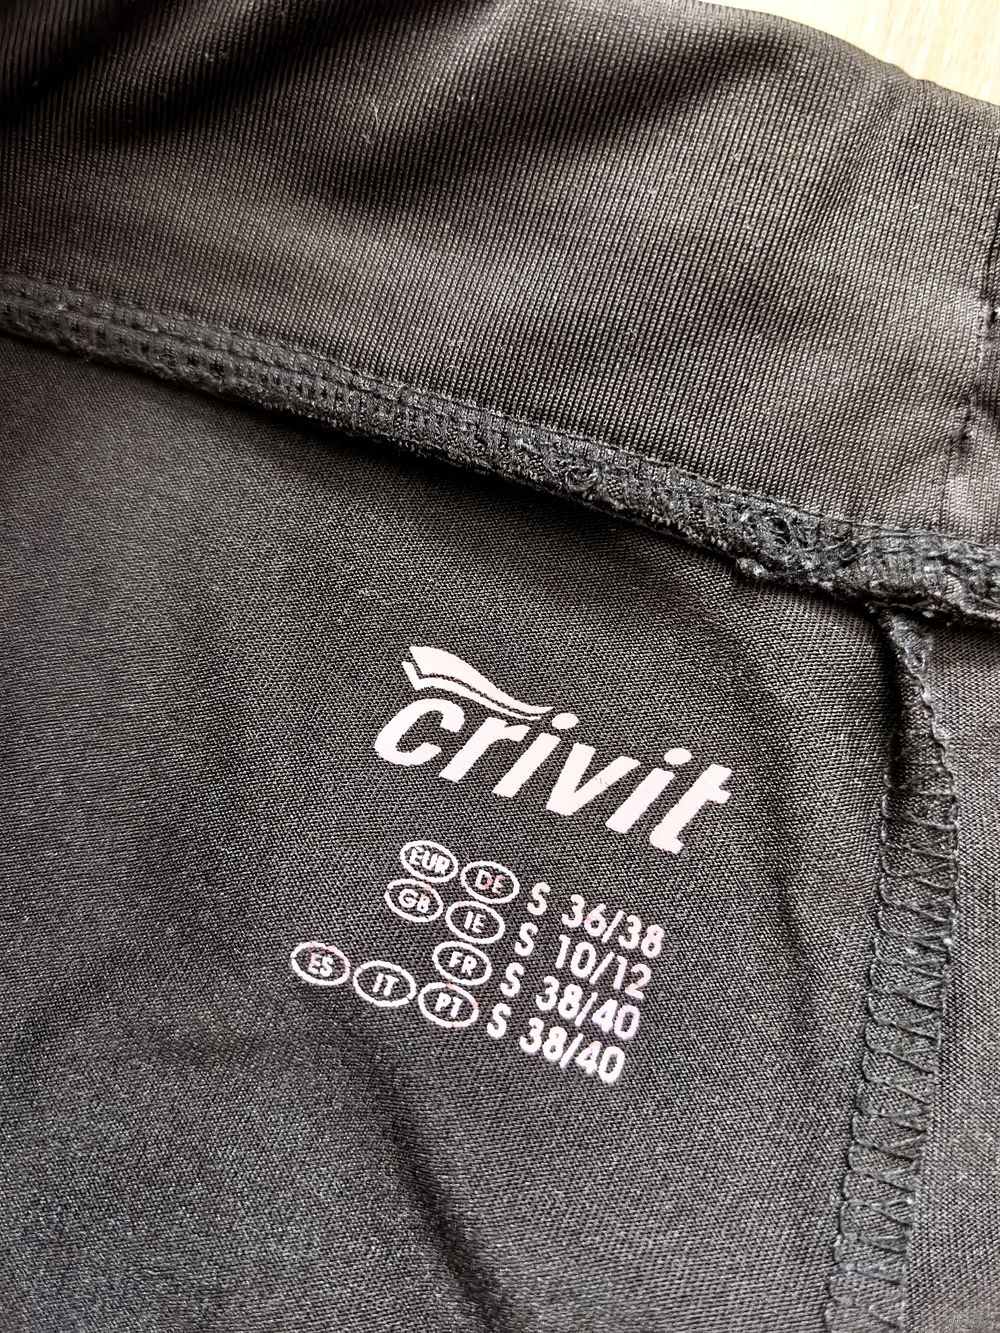 crivit
EUR DE S 36/38
GB IE S 10/12
FR S 38/40
ES IT PT S 38/40